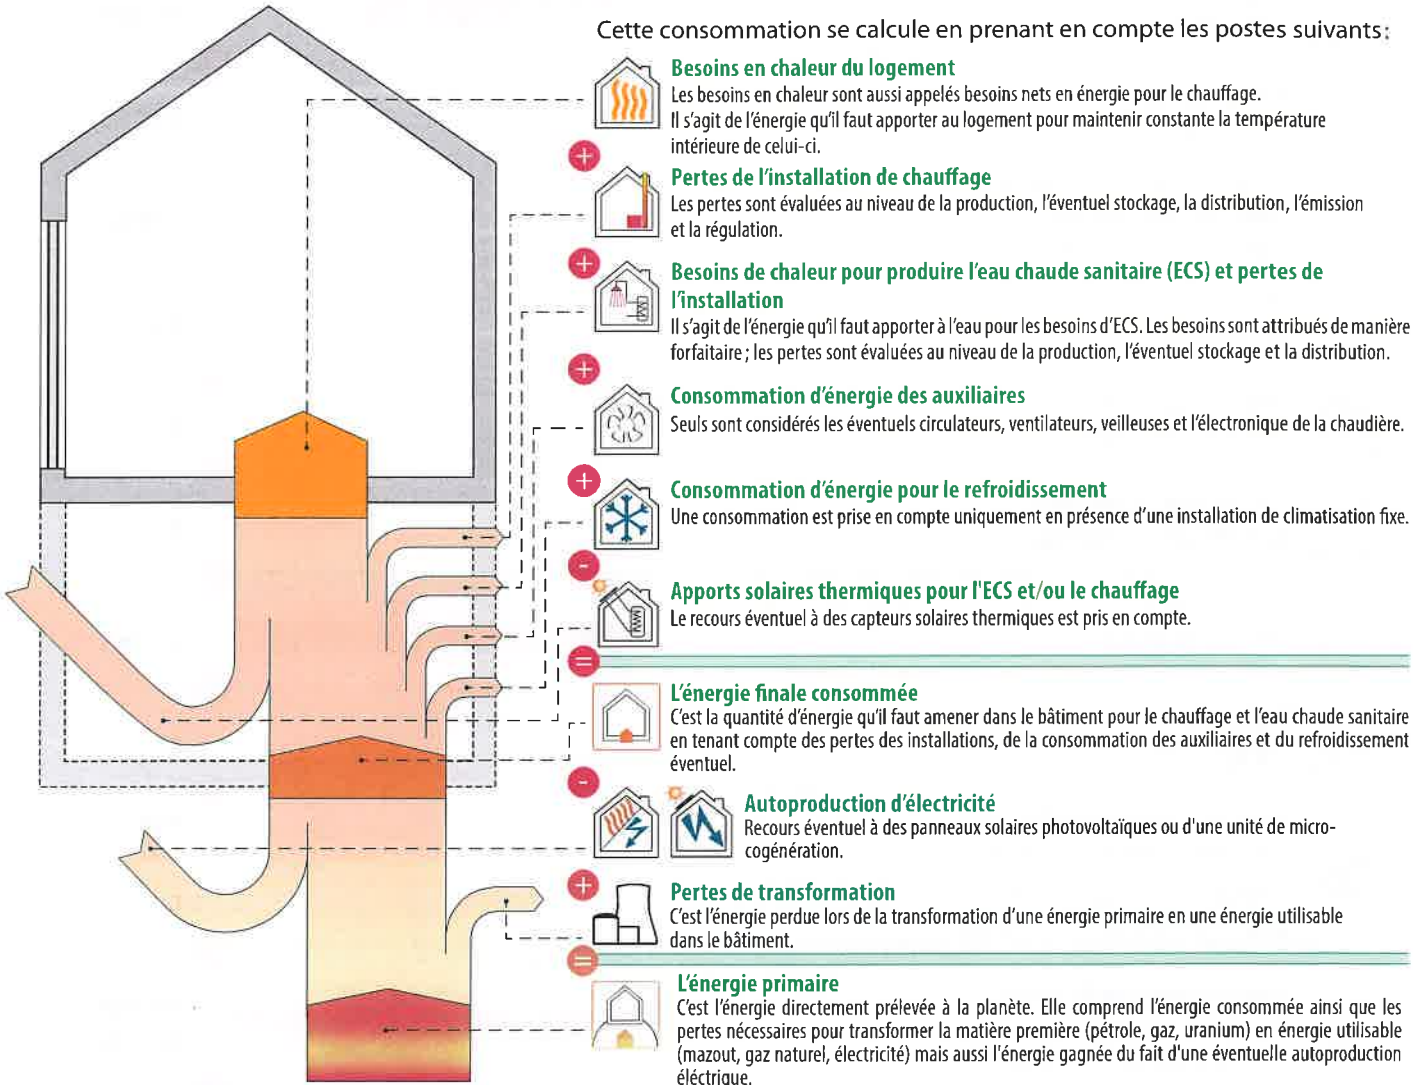 Cette consommation se calcule en prenant en compte les postes suivants:
Besoins en chaleur du logement
Les besoins en chaleur sont aussi appelés besoins nets en énergie pour le chauffage.
Il s'agit de l'énergie qu'il faut apporter au logement pour maintenir constante la température
intérieure de celui-ci.
+
Pertes de l'installation de chauffage
Les pertes sont évaluées au niveau de la production, l'éventuel stockage, la distribution, l'émission
et la régulation.
+
Besoins de chaleur pour produire l'eau chaude sanitaire (ECS) et pertes de
l'installation
Il s'agit de l'énergie qu'il faut apporter à l'eau pour les besoins d'ECS. Les besoins sont attribués de manière
forfaitaire ; les pertes sont évaluées au niveau de la production, l'éventuel stockage et la distribution.
+
Consommation d'énergie des auxiliaires
Seuls sont considérés les éventuels circulateurs, ventilateurs, veilleuses et l'électronique de la chaudière.
+
Consommation d'énergie pour le refroidissement
Une consommation est prise en compte uniquement en présence d'une installation de climatisation fixe.
-
Apports solaires thermiques pour l'ECS et/ou le chauffage
Le recours éventuel à des capteurs solaires thermiques est pris en compte.
=
L'énergie finale consommée
C'est la quantité d'énergie qu'il faut amener dans le bâtiment pour le chauffage et l'eau chaude sanitaire
en tenant compte des pertes des installations, de la consommation des auxiliaires et du refroidissement
éventuel.
-
Autoproduction d'électricité
Recours éventuel à des panneaux solaires photovoltaïques ou d'une unité de micro-
cogénération.
+
Pertes de transformation
C'est l'énergie perdue lors de la transformation d'une énergie primaire en une énergie utilisable
dans le bâtiment.
=
L'énergie primaire
C'est l'énergie directement prélevée à la planète. Elle comprend l'énergie consommée ainsi que les
pertes nécessaires pour transformer la matière première (pétrole, gaz, uranium) en énergie utilisable
(mazout, gaz naturel, électricité) mais aussi l'énergie gagnée du fait d'une éventuelle autoproduction
éléctrique.